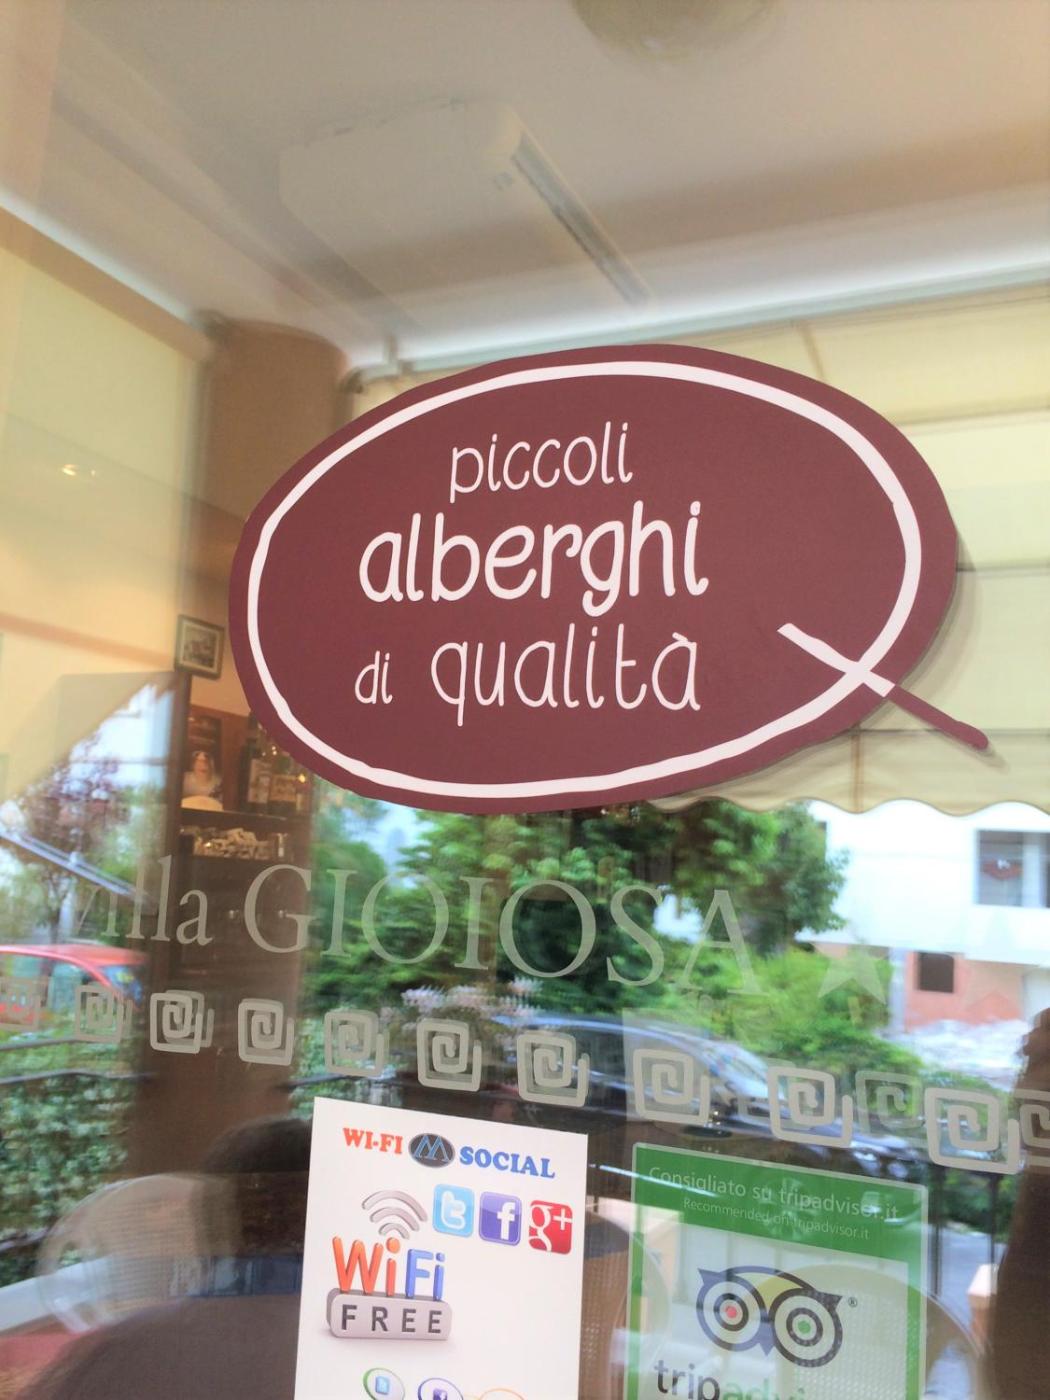 piccoli
alberghi
di qualità
villa GIOIOSA
WI-FI SOCIAL
WiFi
FREE
Consigliato su tripadvisor.it
Recommended on tripadvisor.it